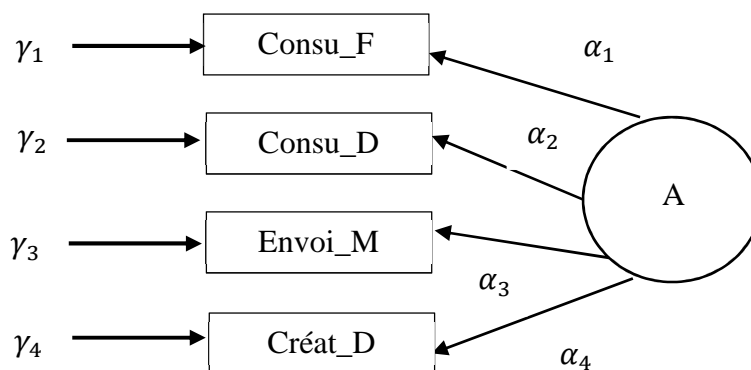 γ1 Consu_F α1
γ2 Consu_D α2
A
γ3 Envoi_M α3
γ4 Créat_D α4